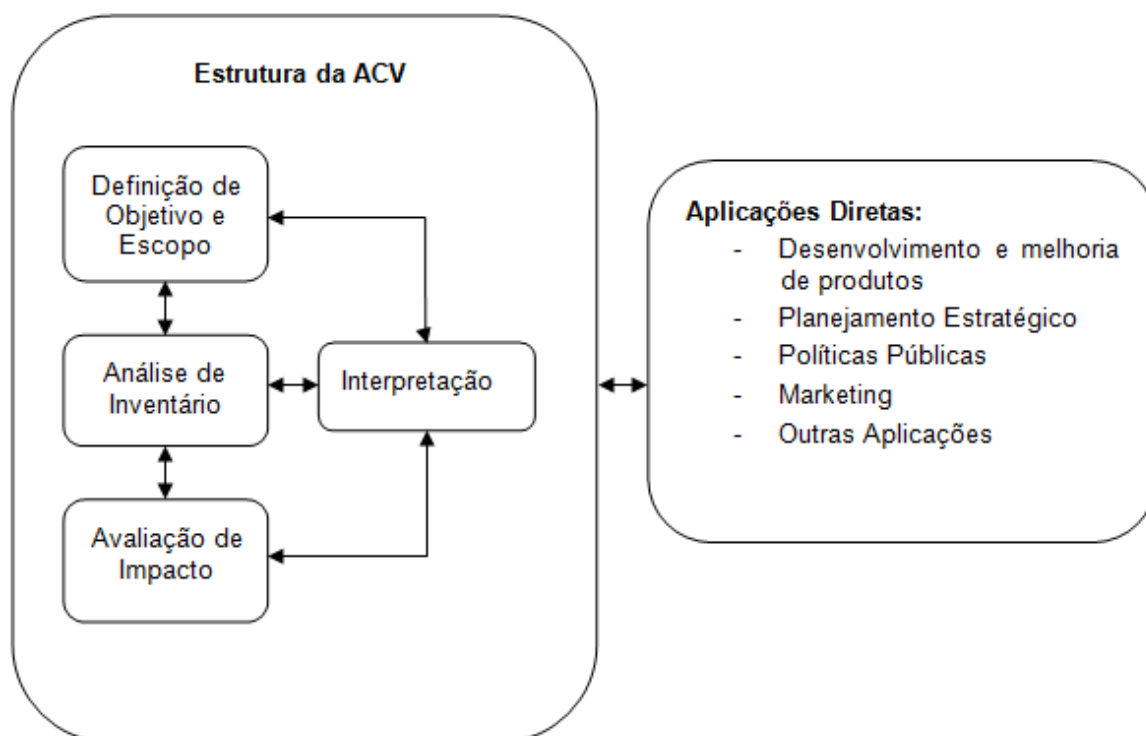 Estrutura da ACV
Definição de
Objetivo e
Escopo
Análise de
Inventário
Interpretação
Avaliação de
Impacto
Aplicações Diretas:
- Desenvolvimento e melhoria
de produtos
- Planejamento Estratégico
- Políticas Públicas
- Marketing
- Outras Aplicações